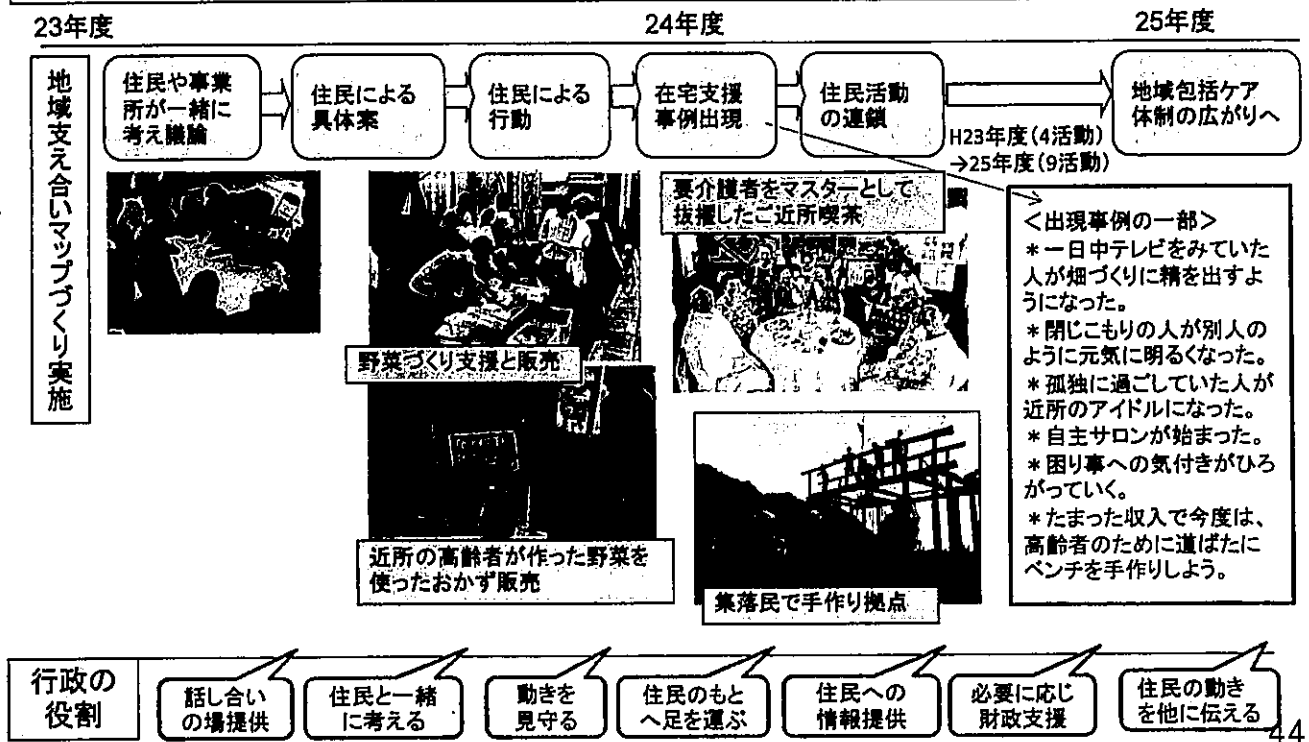 23年度
24年度
25年度
地域支え合いマップづくり実施
住民や事業
所が一緒に
考え議論
住民による
具体案
住民による
行動
在宅支援
事例出現
住民活動
の連鎖
H23年度(4活動)
→25年度(9活動)
地域包括ケア
体制の広がりへ
野菜づくり支援と販売
近所の高齢者が作った野菜を
使ったおかず販売
要介護者をマスターとして
抜擢したご近所喫茶
集落民で手作り拠点
<出現事例の一部>
*一日中テレビをみていた
人が畑づくりに精を出すよ
うになった。
*閉じこもりの人が別人の
ように元気に明るくなった。
*孤独に過ごしていた人が
近所のアイドルになった。
*自主サロンが始まった。
*困り事への気付きがひろ
がっていく。
*たまった収入で今度は、
高齢者のために道ばたに
ベンチを手作りしよう。
行政の
役割
話し合い
の場提供
住民と一緒
に考える
動きを
見守る
住民のもと
へ足を運ぶ
住民への
情報提供
必要に応じ
財政支援
住民の動き
を他に伝える
44